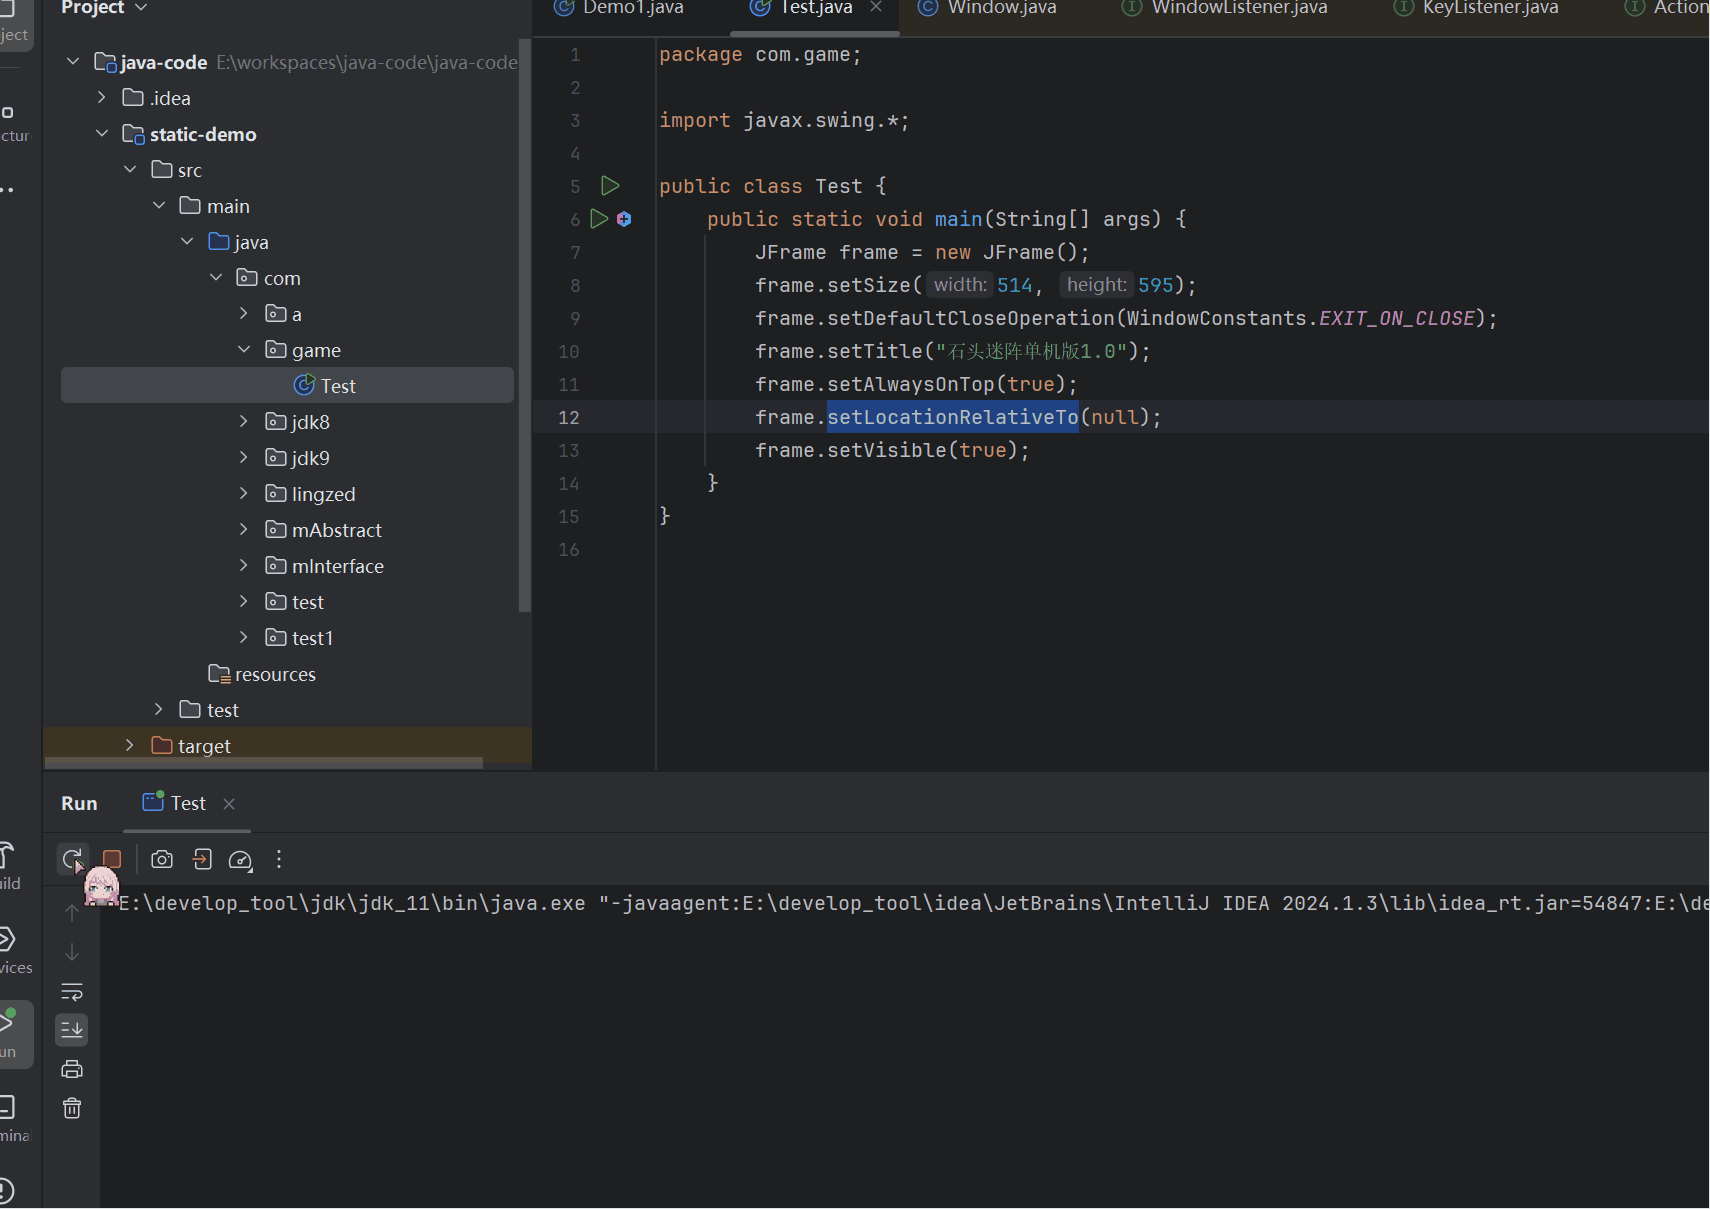 Project
Demo1.java
Test.java
Window.java
WindowListener.java
KeyListener.java
Action
ject
cture
java-code E:\workspaces\java-code\java-code
.idea
static-demo
src
main
java
com
a
game
Test
jdk8
jdk9
lingzed
mAbstract
mInterface
test
test1
resources
test
target
1 package com.game;
2
3 import javax.swing.*;
4
5 public class Test {
6 public static void main(String[] args) {
7 JFrame frame = new JFrame();
8 frame.setSize( width: 514, height: 595);
9 frame.setDefaultCloseOperation(WindowConstants.EXIT_ON_CLOSE);
10 frame.setTitle("石头迷阵单机版1.0");
11 frame.setAlwaysOnTop(true);
12 frame.setLocationRelativeTo(null);
13 frame.setVisible(true);
14 }
15 }
16
Run
Test
E:\develop_tool\jdk\jdk_11\bin\java.exe "-javaagent:E:\develop_tool\idea\JetBrains\IntelliJ IDEA 2024.1.3\lib\idea_rt.jar=54847:E:\de
ild
vices
un
minal